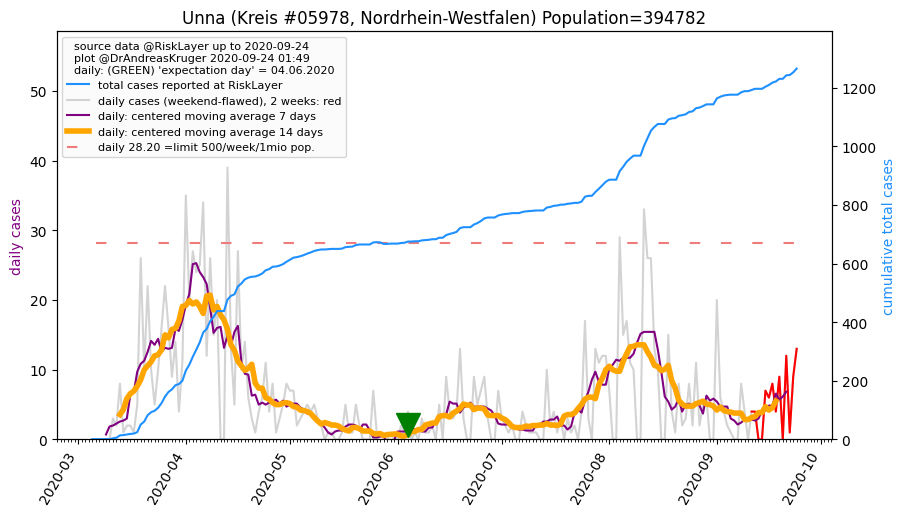 Unna (Kreis #05978, Nordrhein-Westfalen) Population=394782
source data @RiskLayer up to 2020-09-24
plot @DrAndreasKruger 2020-09-24 01:49
daily: (GREEN) 'expectation day' = 04.06.2020
total cases reported at RiskLayer
daily cases (weekend-flawed), 2 weeks: red
daily: centered moving average 7 days
daily: centered moving average 14 days
daily 28.20 =limit 500/week/1mio pop.
daily cases
50
40
30
20
10
0
1200
1000
800
600
400
200
0
cumulative total cases
2020-03
2020-04
2020-05
2020-06
2020-07
2020-08
2020-09
2020-10